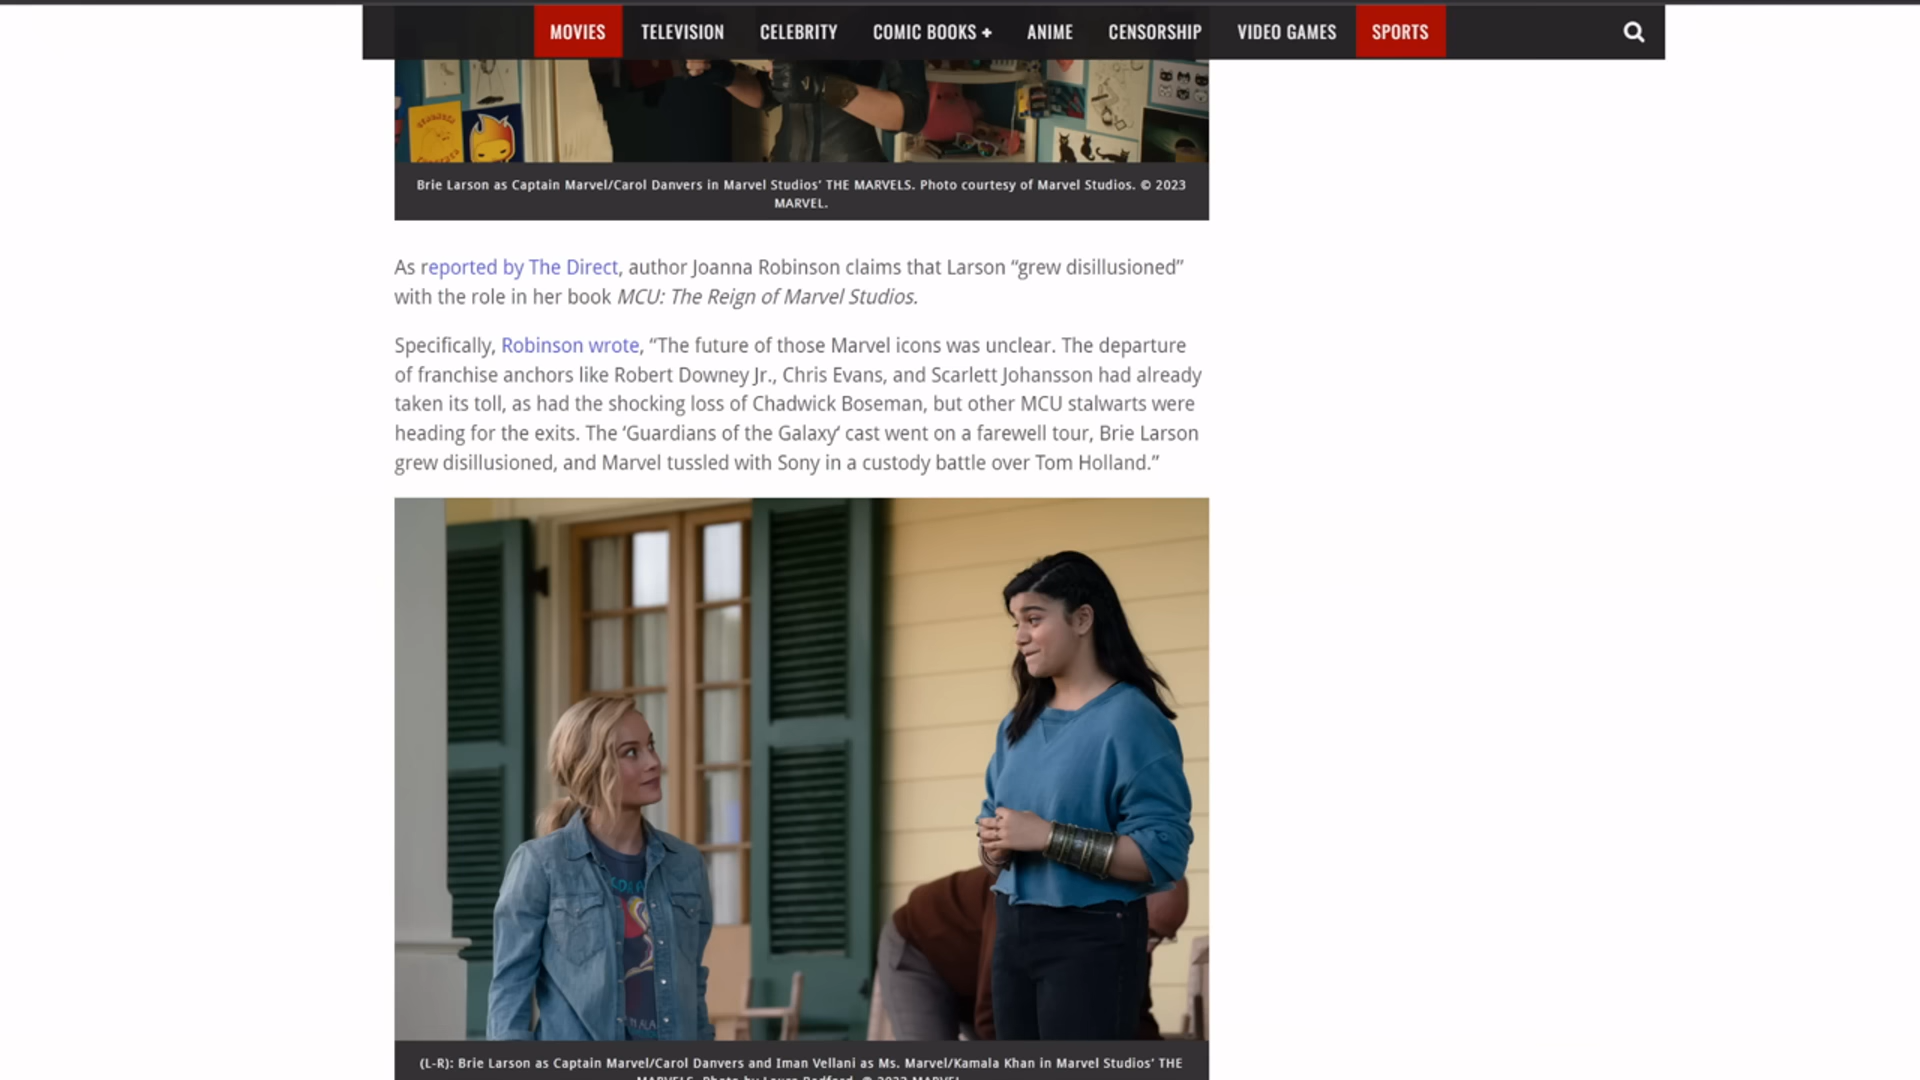 MOVIES TELEVISION CELEBRITY COMIC BOOKS + ANIME CENSORSHIP VIDEO GAMES SPORTS
Brie Larson as Captain Marvel/Carol Danvers in Marvel Studios' THE MARVELS. Photo courtesy of Marvel Studios. © 2023
MARVEL.
As reported by The Direct, author Joanna Robinson claims that Larson “grew disillusioned”
with the role in her book MCU: The Reign of Marvel Studios.
Specifically, Robinson wrote, “The future of those Marvel icons was unclear. The departure
of franchise anchors like Robert Downey Jr., Chris Evans, and Scarlett Johansson had already
taken its toll, as had the shocking loss of Chadwick Boseman, but other MCU stalwarts were
heading for the exits. The ‘Guardians of the Galaxy‘ cast went on a farewell tour, Brie Larson
grew disillusioned, and Marvel tussled with Sony in a custody battle over Tom Holland.”
(L-R): Brie Larson as Captain Marvel/Carol Danvers and Iman Vellani as Ms. Marvel/Kamala Khan in Marvel Studios' THE
MARVELS. Photo by Laura Radford. © 2023 MARVEL.